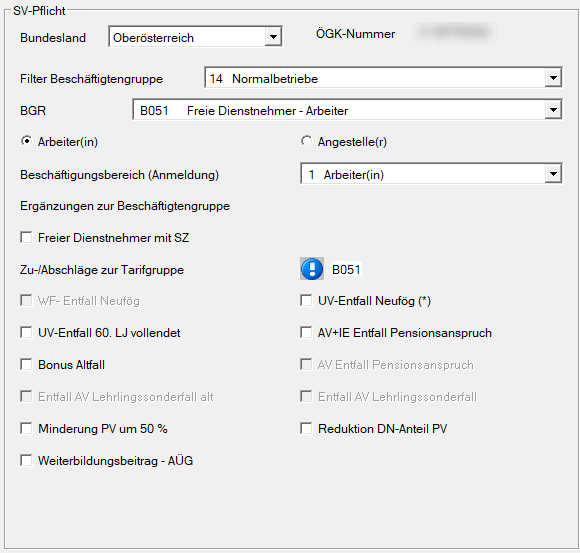 SV-Pflicht
Bundesland Oberösterreich ÖGK-Nummer
Filter Beschäftigtengruppe 14 Normalbetriebe
BGR B051 Freie Dienstnehmer - Arbeiter
Arbeiter(in) Angestelle(r)
Beschäftigungsbereich (Anmeldung) 1 Arbeiter(in)
Ergänzungen zur Beschäftigtengruppe
Freier Dienstnehmer mit SZ
Zu-/Abschläge zur Tarifgruppe B051
WF- Entfall Neufög UV-Entfall Neufög (*)
UV-Entfall 60. LJ vollendet AV+IE Entfall Pensionsanspruch
Bonus Altfall AV Entfall Pensionsanspruch
Entfall AV Lehrlingssonderfall alt Entfall AV Lehrlingssonderfall
Minderung PV um 50 % Reduktion DN-Anteil PV
Weiterbildungsbeitrag - AÜG